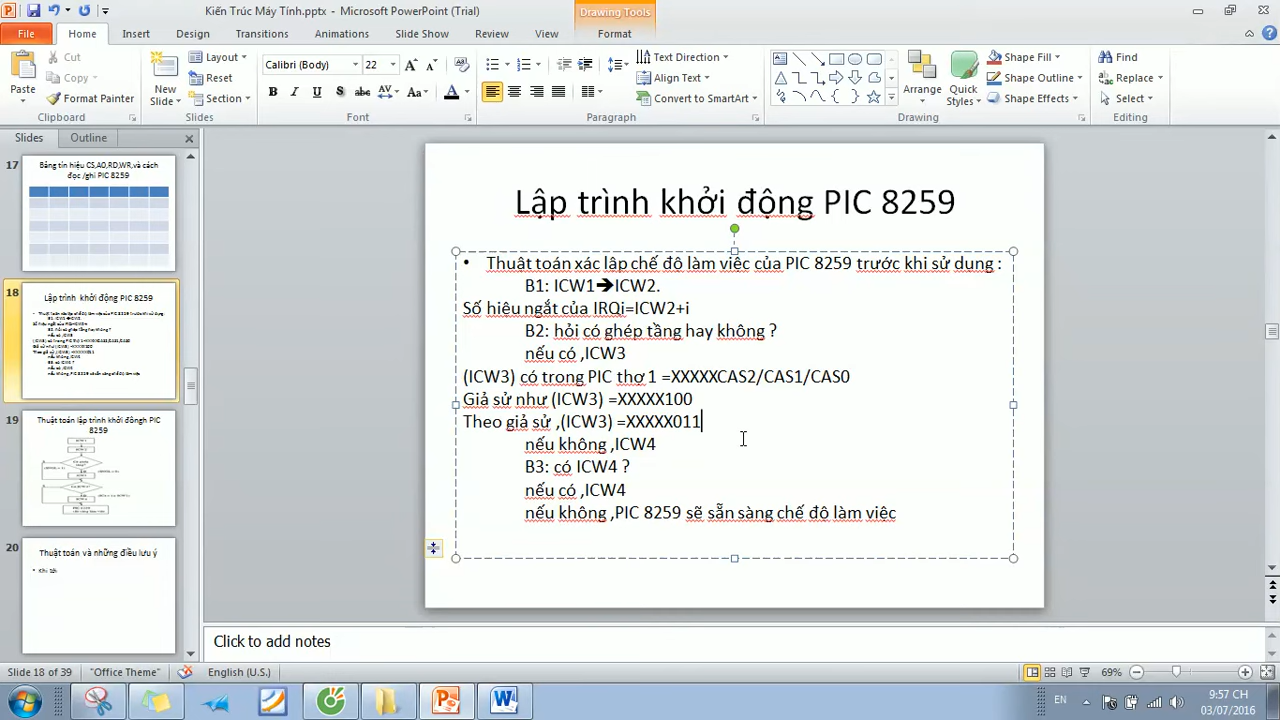 Kiến Trúc Máy Tính.pptx - Microsoft PowerPoint (Trial)
Drawing Tools
File Home Insert Design Transitions Animations Slide Show Review View Format
Paste
Cut
Copy
Format Painter
Clipboard
New Slide
Layout
Reset
Section
Slides
Calibri (Body) 22
Font
Text Direction
Align Text
Convert to SmartArt
Paragraph
Arrange
Quick Styles
Shape Fill
Shape Outline
Shape Effects
Drawing
Find
Replace
Select
Editing
Slides Outline
17
Bảng tín hiệu CS,A0,RD,WR,và cách
đọc /ghi PIC 8259
18
Lập trình khởi động PIC 8259
19
Thuật toán lập trình khởi độngh PIC
8259
20
Thuật toán và những điều lưu ý
Khi tới
Lập trình khởi động PIC 8259
• Thuật toán xác lập chế độ làm việc của PIC 8259 trước khi sử dụng :
B1: ICW1➔ICW2.
Số hiệu ngắt của IRQi=ICW2+i
B2: hỏi có ghép tầng hay không ?
nếu có ,ICW3
(ICW3) có trong PIC thợ 1 =XXXXXCAS2/CAS1/CAS0
Giả sử như (ICW3) =XXXXX100
Theo giả sử ,(ICW3) =XXXXX011
nếu không ,ICW4
B3: có ICW4 ?
nếu có ,ICW4
nếu không ,PIC 8259 sẽ sẵn sàng chế độ làm việc
Click to add notes
Slide 18 of 39 "Office Theme" English (U.S.) 69%
EN 9:57 CH
03/07/2016